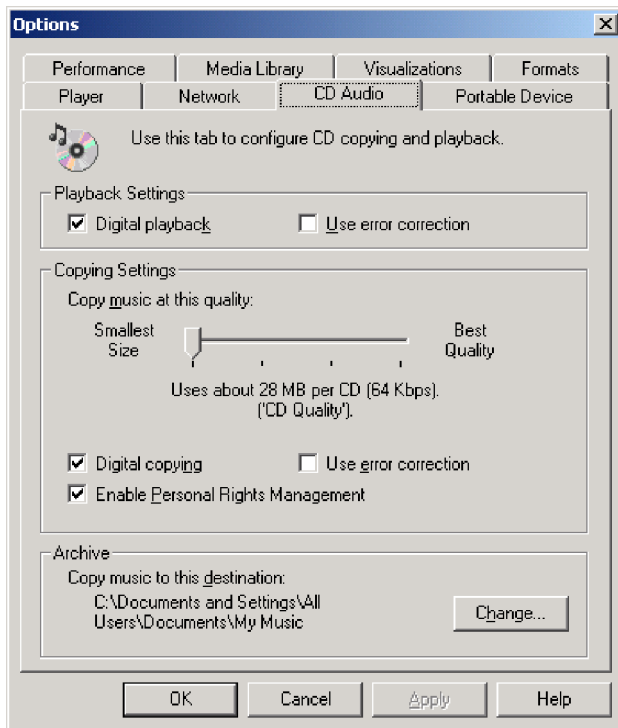 Options
Performance Media Library Visualizations Formats
Player Network CD Audio Portable Device
Use this tab to configure CD copying and playback.
Playback Settings
Digital playback Use error correction
Copying Settings
Copy music at this quality:
Smallest Size
Best Quality
Uses about 28 MB per CD (64 Kbps).
('CD Quality').
Digital copying Use error correction
Enable Personal Rights Management
Archive
Copy music to this destination:
C:\Documents and Settings\All
Users\Documents\My Music
Change...
OK Cancel Apply Help